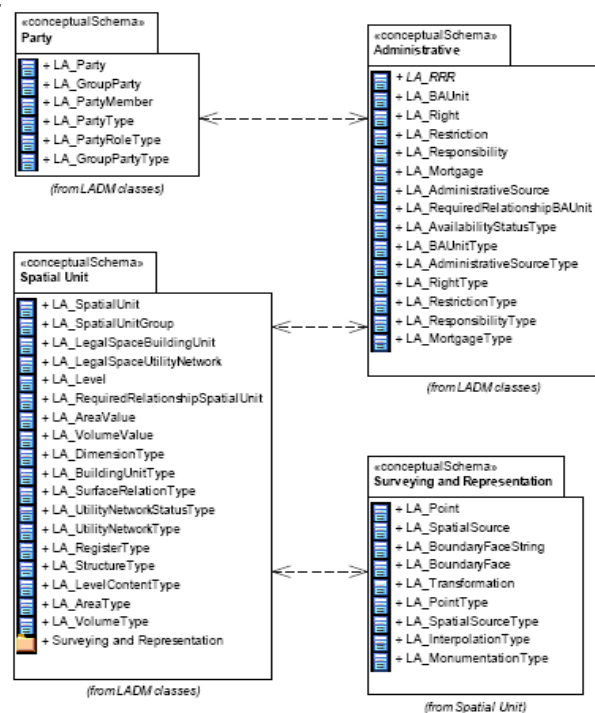 «conceptualSchema»
Party
+ LA_Party
+ LA_GroupParty
+ LA_PartyMember
+ LA_PartyType
+ LA_PartyRoleType
+ LA_GroupPartyType
(from LADM classes)
«conceptualSchema»
Administrative
+ LA_RRR
+ LA_BAUnit
+ LA_Right
+ LA_Restriction
+ LA_Responsibility
+ LA_Mortgage
+ LA_AdministrativeSource
+ LA_RequiredRelationshipBAUnit
+ LA_AvailabilityStatusType
+ LA_BAUnitType
+ LA_AdministrativeSourceType
+ LA_RightType
+ LA_RestrictionType
+ LA_ResponsibilityType
+ LA_MortgageType
(from LADM classes)
«conceptualSchema»
Spatial Unit
+ LA_SpatialUnit
+ LA_SpatialUnitGroup
+ LA_LegalSpaceBuildingUnit
+ LA_LegalSpaceUtilityNetwork
+ LA_Level
+ LA_RequiredRelationshipSpatialUnit
+ LA_AreaValue
+ LA_VolumeValue
+ LA_DimensionType
+ LA_BuildingUnitType
+ LA_SurfaceRelationType
+ LA_UtilityNetworkStatusType
+ LA_UtilityNetworkType
+ LA_RegisterType
+ LA_StructureType
+ LA_LevelContentType
+ LA_AreaType
+ LA_VolumeType
+ Surveying and Representation
(from LADM classes)
«conceptualSchema»
Surveying and Representation
+ LA_Point
+ LA_SpatialSource
+ LA_BoundaryFaceString
+ LA_BoundaryFace
+ LA_Transformation
+ LA_PointType
+ LA_SpatialSourceType
+ LA_InterpolationType
+ LA_MonumentationType
(from Spatial Unit)